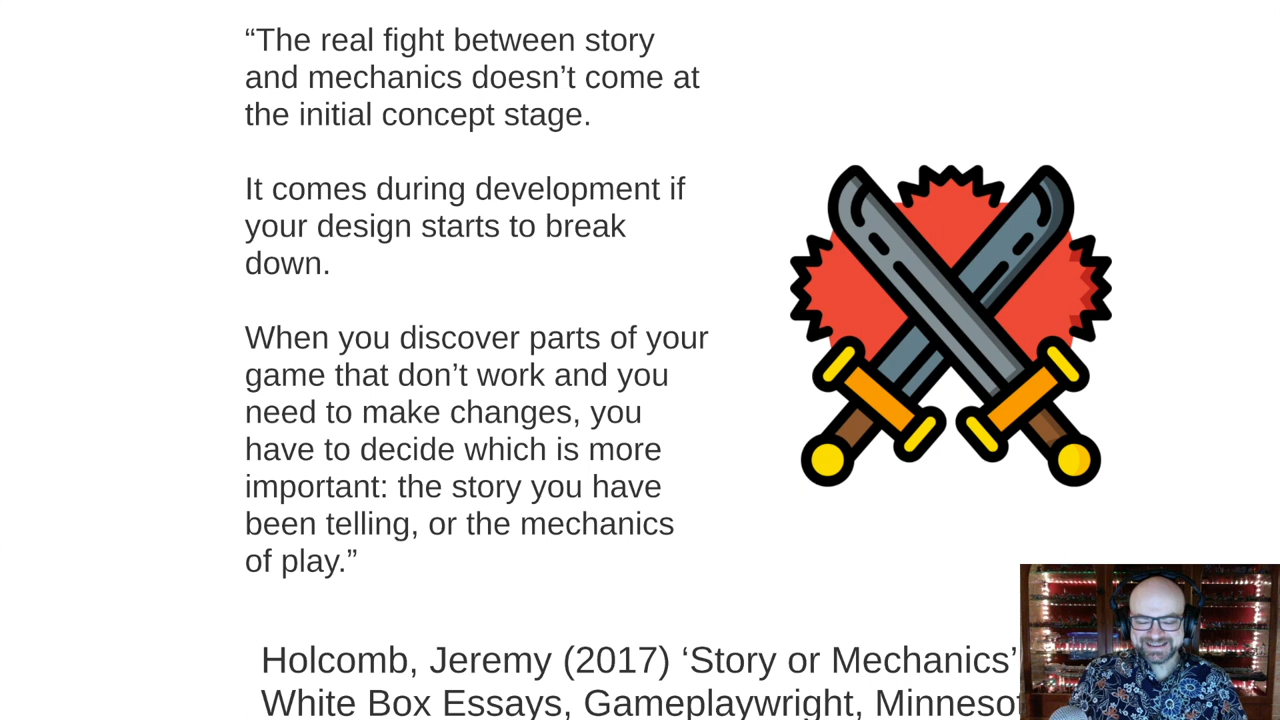 “The real fight between story
and mechanics doesn’t come at
the initial concept stage.
It comes during development if
your design starts to break
down.
When you discover parts of your
game that don’t work and you
need to make changes, you
have to decide which is more
important: the story you have
been telling, or the mechanics
of play.”
Holcomb, Jeremy (2017) ‘Story or Mechanics’
White Box Essays, Gameplaywright,